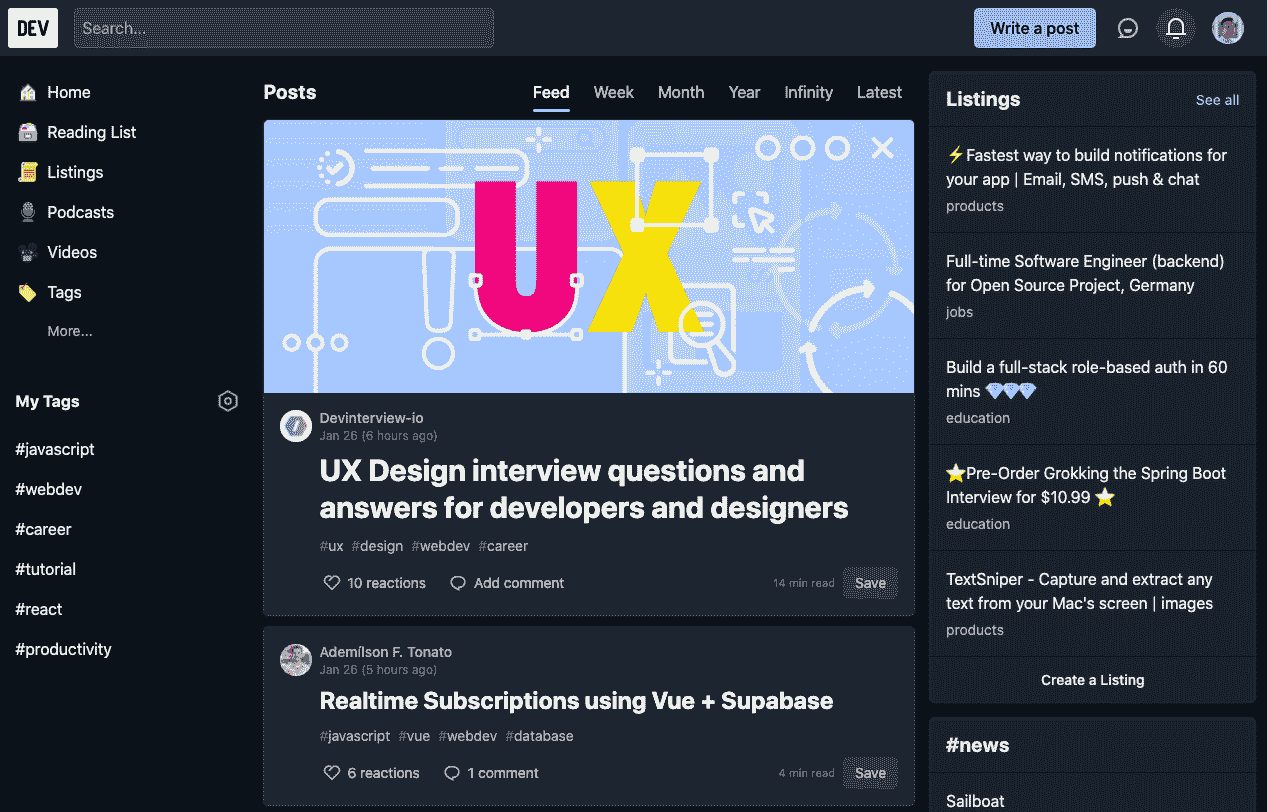 DEV
Search...
Write a post
Home
Reading List
Listings
Podcasts
Videos
Tags
More...
My Tags
#javascript
#webdev
#career
#tutorial
#react
#productivity
Posts
Feed
Week
Month
Year
Infinity
Latest
UX
Devinterview-io
Jan 26 (6 hours ago)
UX Design interview questions and
answers for developers and designers
#ux #design #webdev #career
10 reactions
Add comment
14 min read
Save
Ademílson F. Tonato
Jan 26 (5 hours ago)
Realtime Subscriptions using Vue + Supabase
#javascript #vue #webdev #database
6 reactions
1 comment
4 min read
Save
Listings
See all
⚡Fastest way to build notifications for
your app | Email, SMS, push & chat
products
Full-time Software Engineer (backend)
for Open Source Project, Germany
jobs
Build a full-stack role-based auth in 60
mins 💎💎💎
education
⭐Pre-Order Grokking the Spring Boot
Interview for $10.99 ⭐
education
TextSniper - Capture and extract any
text from your Mac's screen | images
products
Create a Listing
#news
Sailboat